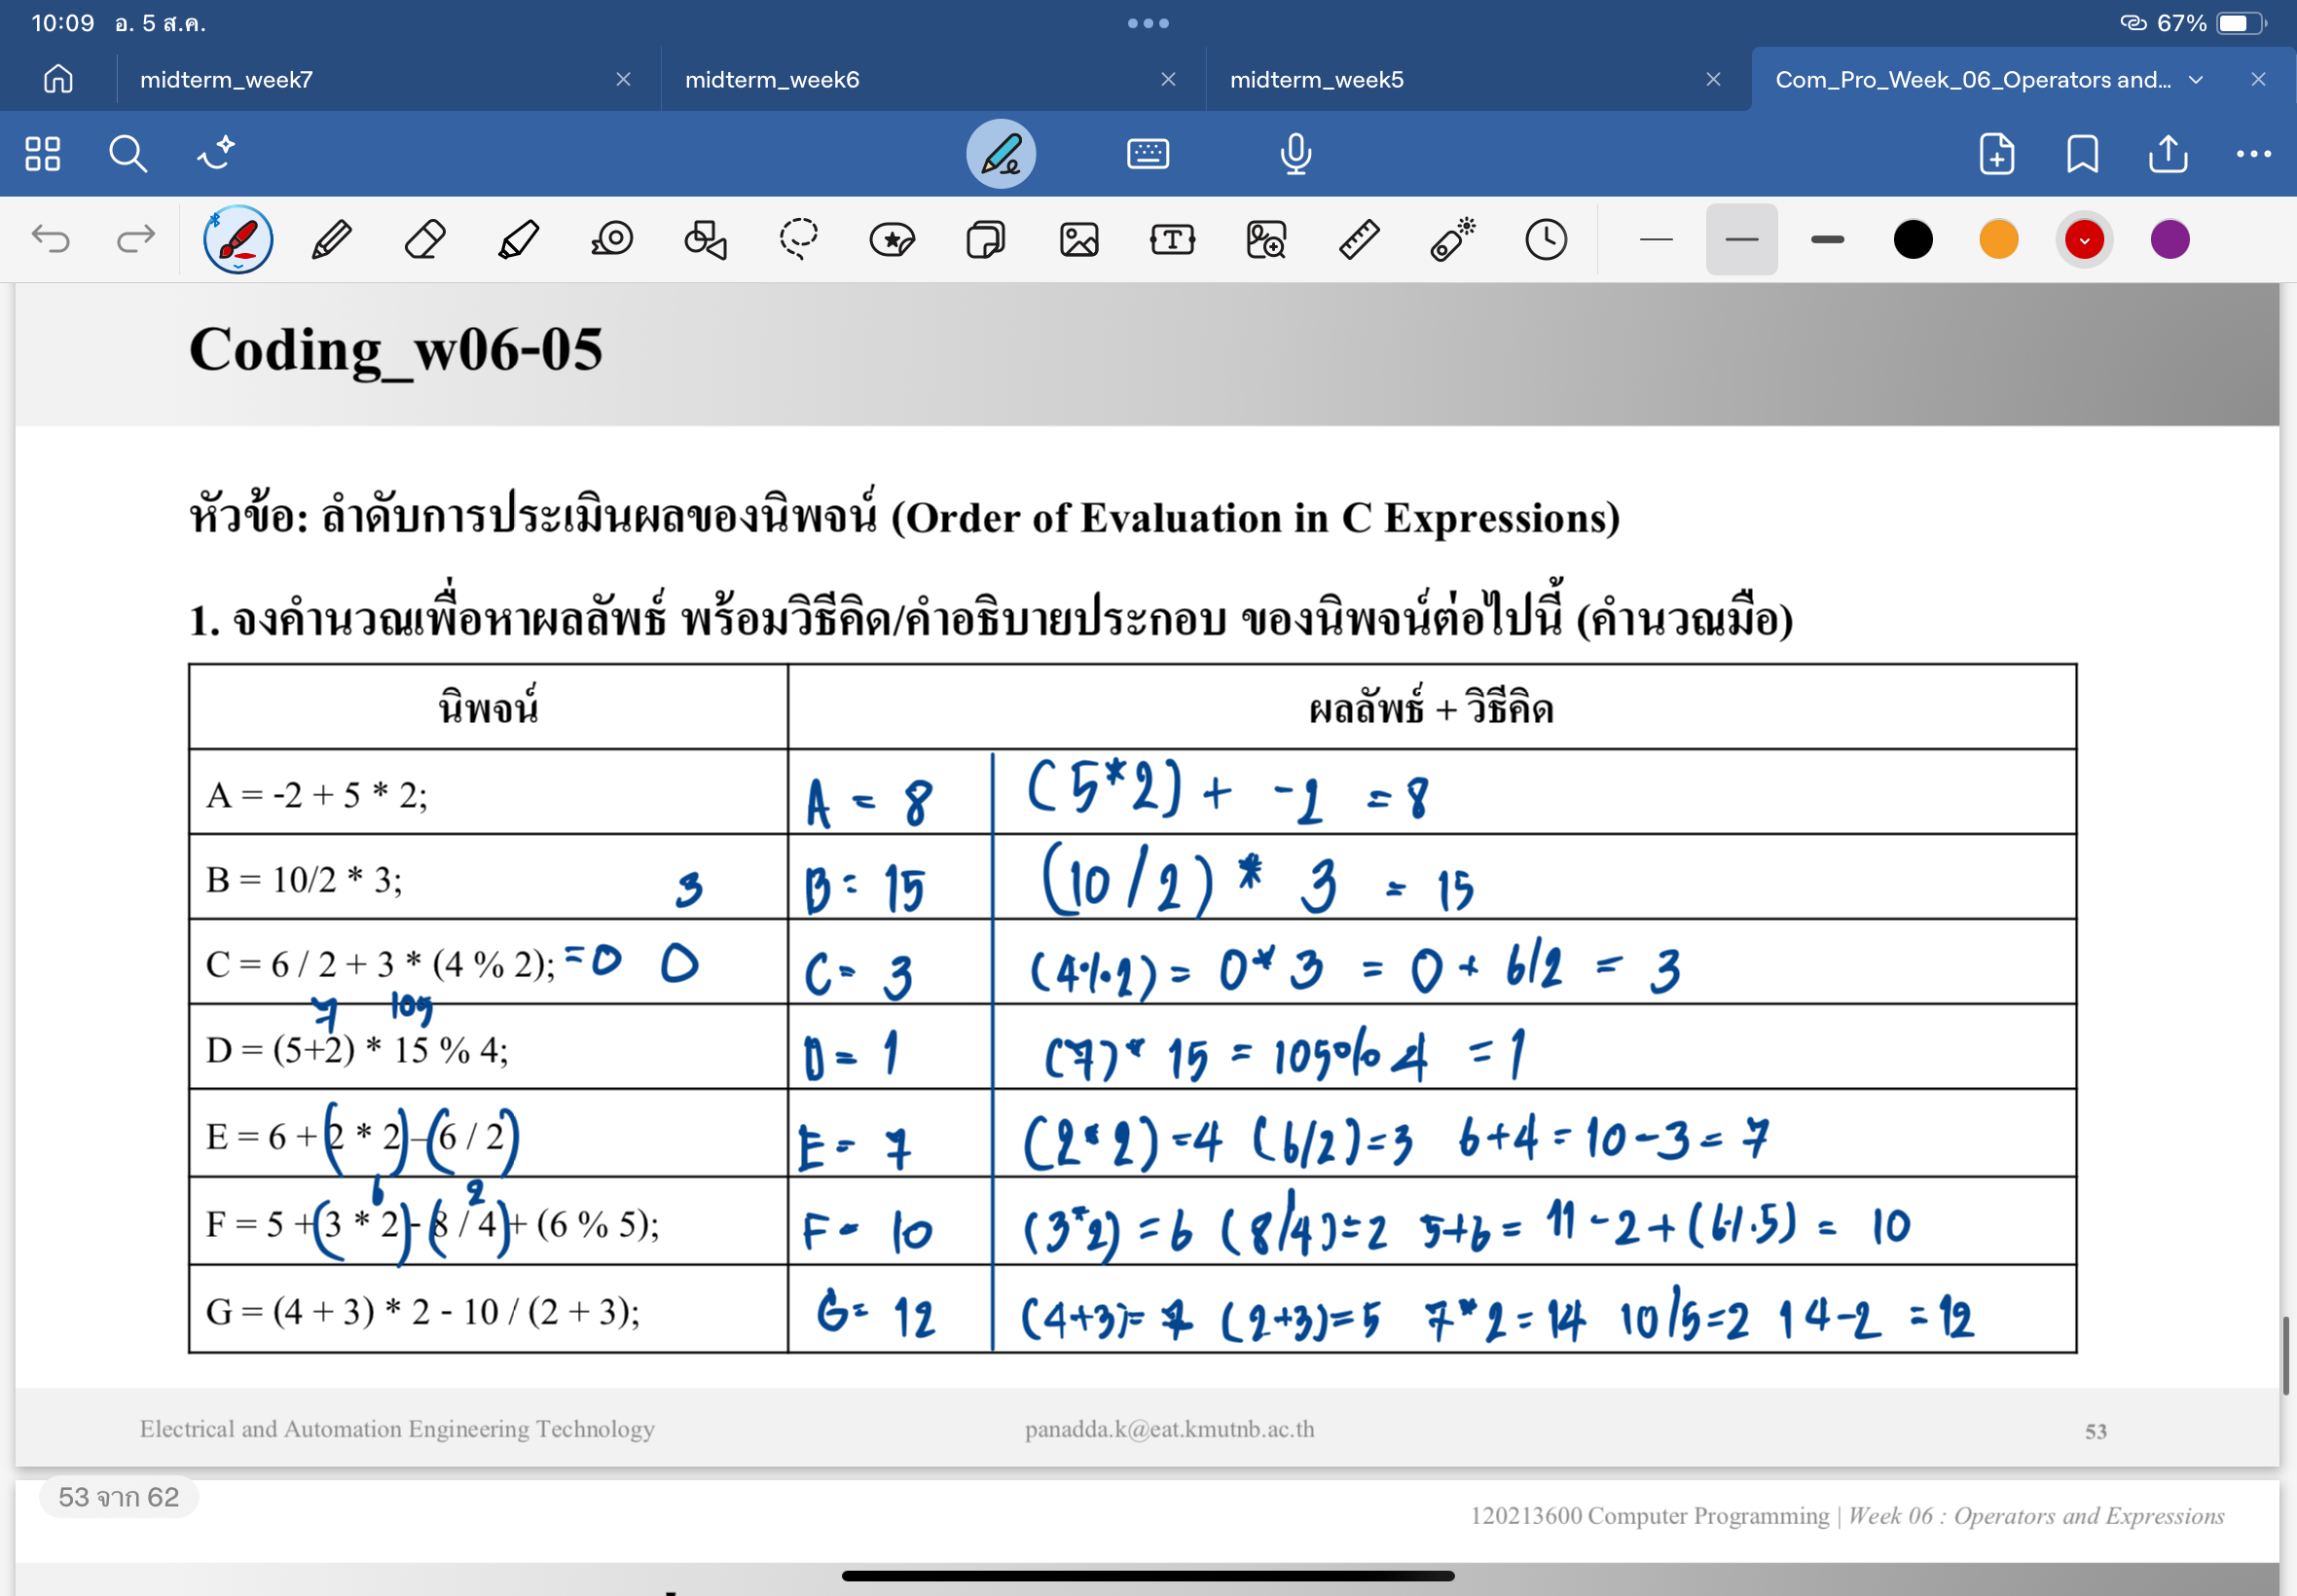 10:09 อ. 5 ส.ค. 67%
midterm_week7 midterm_week6 midterm_week5 Com_Pro_Week_06_Operators and...
Coding_w06-05
หัวข้อ: ลำดับการประเมินผลของนิพจน์ (Order of Evaluation in C Expressions)
1. จงคำนวณเพื่อหาผลลัพธ์ พร้อมวิธีคิด/คำอธิบายประกอบ ของนิพจน์ต่อไปนี้ (คำนวณมือ)
นิพจน์ ผลลัพธ์ + วิธีคิด
A = -2 + 5 * 2; A = 8 (5*2) + -2 = 8
B = 10/2 * 3; 3 B = 15 (10/2) * 3 = 15
C = 6 / 2 + 3 * (4 % 2); =0 0 C = 3 (4%2) = 0*3 = 0 + 6/2 = 3
7 105
D = (5+2) * 15 % 4; D = 1 (7)* 15 = 105%4 = 1
E = 6 + (2 * 2) – (6 / 2) E = 7 (2*2)=4 (6/2)=3 6+4=10-3=7
6 2
F = 5 + (3 * 2) - (8 / 4) + (6 % 5); F = 10 (3*2)=6 (8/4)=2 5+6= 11-2+(6%5) = 10
G = (4 + 3) * 2 - 10 / (2 + 3); G= 12 (4+3)=7 (2+3)=5 7*2=14 10/5=2 14-2 =12
Electrical and Automation Engineering Technology panadda.k@eat.kmutnb.ac.th 53
53 จาก 62
120213600 Computer Programming | Week 06 : Operators and Expressions